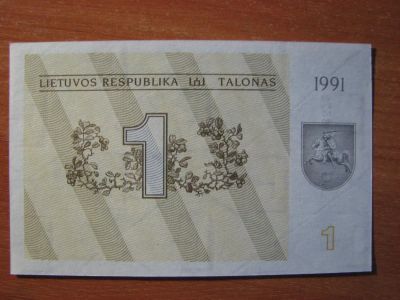 LIETUVOS RESPUBLIKA TALONAS
1991
1
1